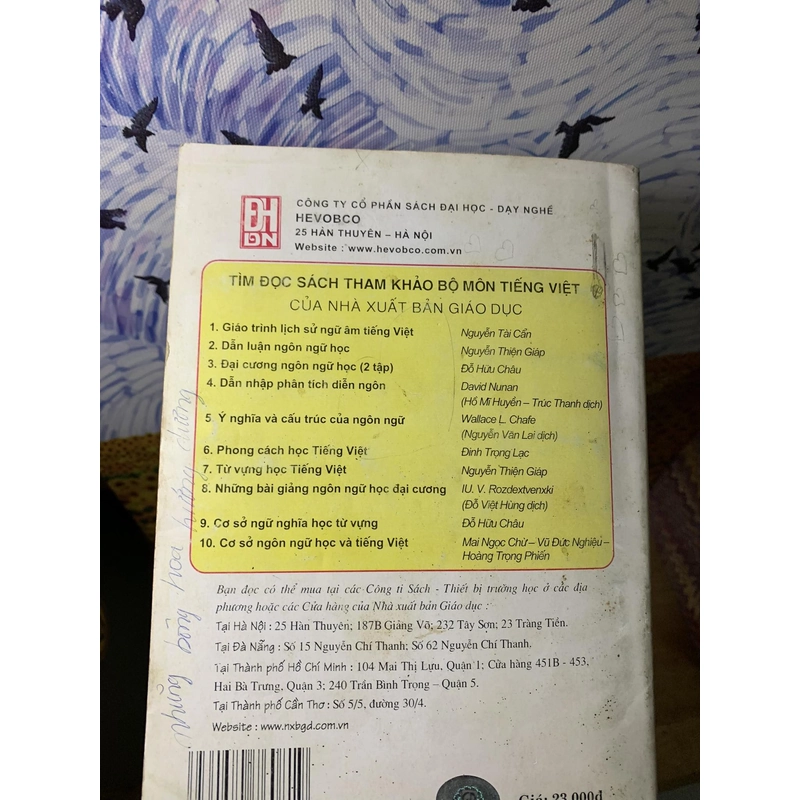 ĐH DN
CÔNG TY CỔ PHẦN SÁCH ĐẠI HỌC - DẠY NGHỀ
HEVOBCO
25 HÀN THUYÊN – HÀ NỘI
Website : www.hevobco.com.vn
TÌM ĐỌC SÁCH THAM KHẢO BỘ MÔN TIẾNG VIỆT
CỦA NHÀ XUẤT BẢN GIÁO DỤC
1. Giáo trình lịch sử ngữ âm tiếng Việt Nguyễn Tài Cẩn
2. Dẫn luận ngôn ngữ học Nguyễn Thiện Giáp
3. Đại cương ngôn ngữ học (2 tập) Đỗ Hữu Châu
4. Dẫn nhập phân tích diễn ngôn David Nunan
(Hồ Mĩ Huyền – Trúc Thanh dịch)
5. Ý nghĩa và cấu trúc của ngôn ngữ Wallace L. Chafe
(Nguyễn Văn Lai dịch)
6. Phong cách học Tiếng Việt Đinh Trọng Lạc
7. Từ vựng học Tiếng Việt Nguyễn Thiện Giáp
8. Những bài giảng ngôn ngữ học đại cương IU. V. Rozdextvenxki
(Đỗ Việt Hùng dịch)
9. Cơ sở ngữ nghĩa học từ vựng Đỗ Hữu Châu
10. Cơ sở ngôn ngữ học và tiếng Việt Mai Ngọc Chừ – Vũ Đức Nghiệu –
Hoàng Trọng Phiến
Bạn đọc có thể mua tại các Công ti Sách - Thiết bị trường học ở các địa
phương hoặc các Cửa hàng của Nhà xuất bản Giáo dục :
Tại Hà Nội : 25 Hàn Thuyên; 187B Giảng Võ; 232 Tây Sơn; 23 Tràng Tiền.
Tại Đà Nẵng : Số 15 Nguyễn Chí Thanh; Số 62 Nguyễn Chí Thanh.
Tại Thành phố Hồ Chí Minh : 104 Mai Thị Lựu, Quận 1; Cửa hàng 451B - 453,
Hai Bà Trưng, Quận 3; 240 Trần Bình Trọng – Quận 5.
Tại Thành phố Cần Thơ : Số 5/5, đường 30/4.
Website : www.nxbgd.com.vn
Giá: 23.000đ
những bông hoa hướng dương